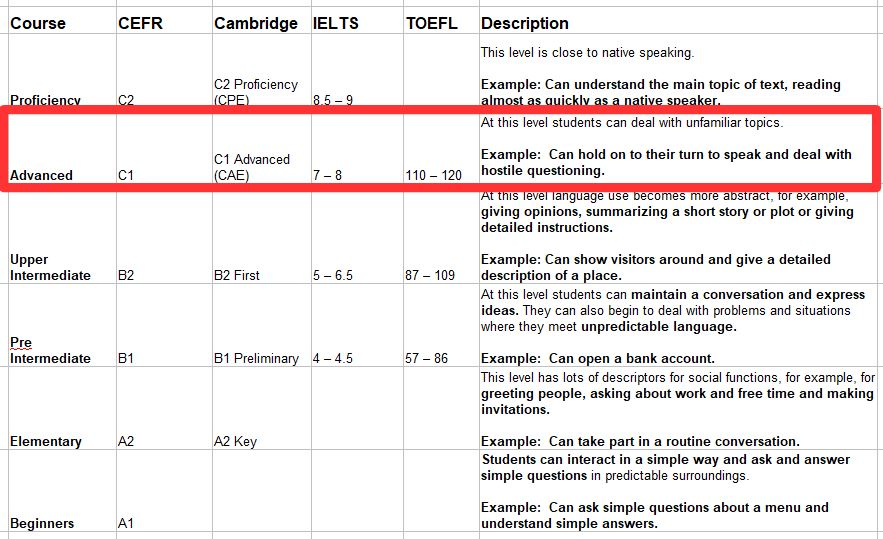 Course CEFR Cambridge IELTS TOEFL Description
This level is close to native speaking.
C2 Proficiency Example: Can understand the main topic of text, reading
Proficiency C2 (CPE) 8.5 – 9 almost as quickly as a native speaker.
At this level students can deal with unfamiliar topics.
C1 Advanced Example: Can hold on to their turn to speak and deal with
Advanced C1 (CAE) 7 – 8 110 – 120 hostile questioning.
At this level language use becomes more abstract, for example,
giving opinions, summarizing a short story or plot or giving
detailed instructions.
Upper Example: Can show visitors around and give a detailed
Intermediate B2 B2 First 5 – 6.5 87 – 109 description of a place.
At this level students can maintain a conversation and express
ideas. They can also begin to deal with problems and situations
where they meet unpredictable language.
Pre
Intermediate B1 B1 Preliminary 4 – 4.5 57 – 86 Example: Can open a bank account.
This level has lots of descriptors for social functions, for example, for
greeting people, asking about work and free time and making
invitations.
Elementary A2 A2 Key Example: Can take part in a routine conversation.
Students can interact in a simple way and ask and answer
simple questions in predictable surroundings.
Example: Can ask simple questions about a menu and
Beginners A1 understand simple answers.